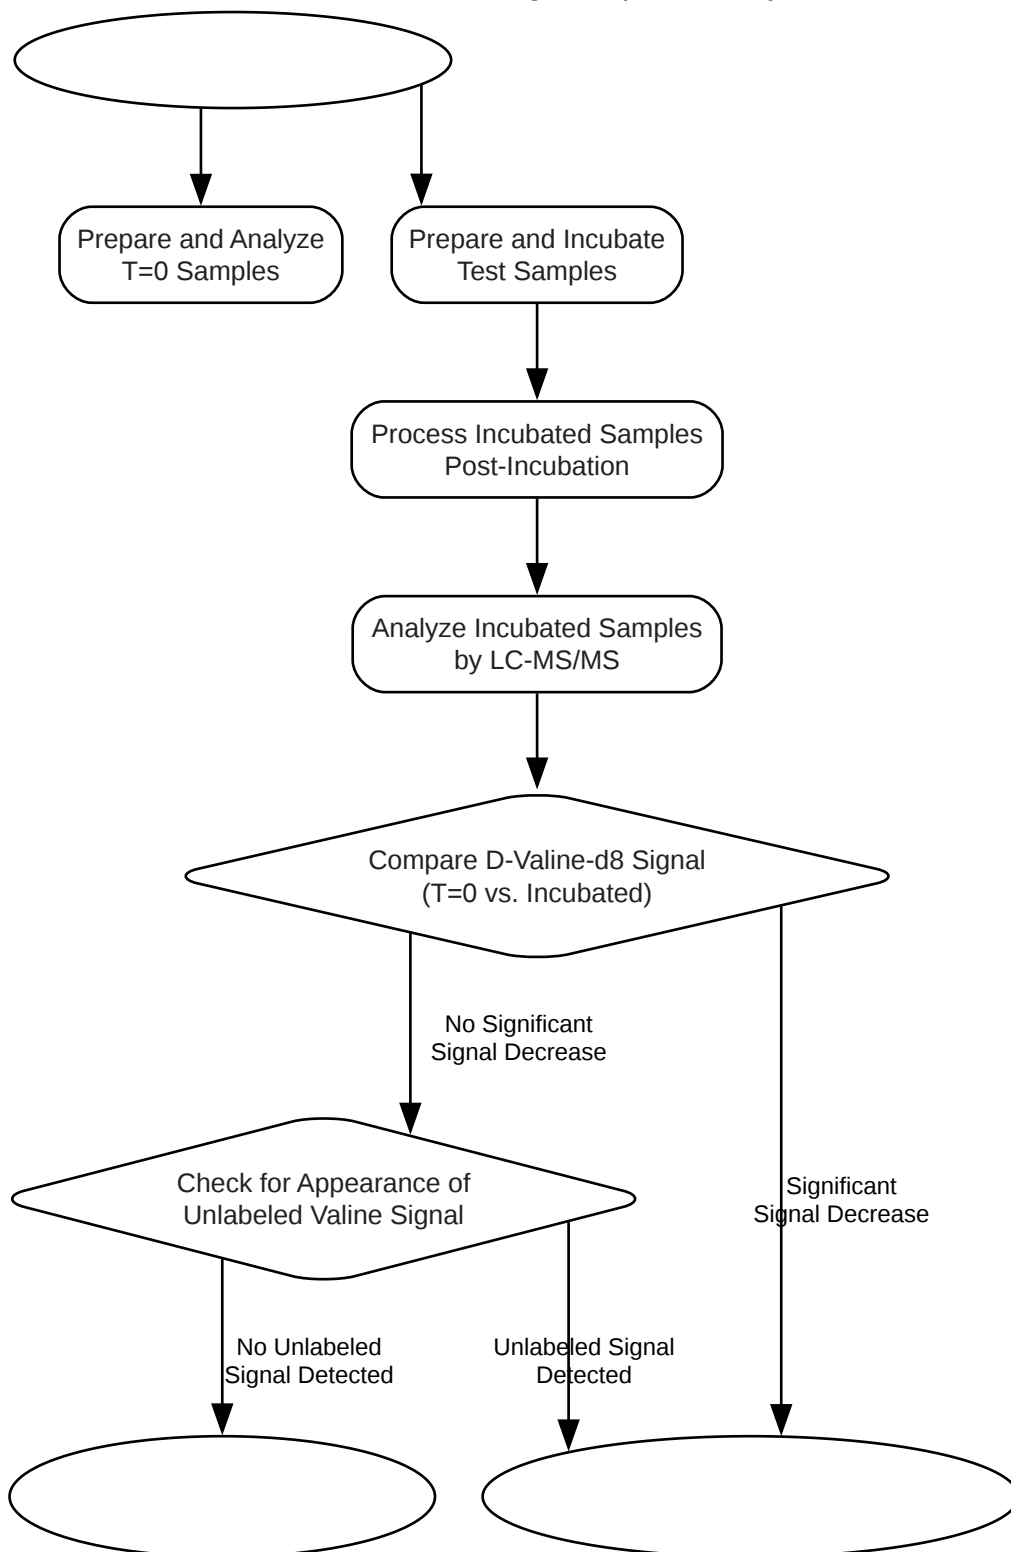 Prepare and Analyze
T=0 Samples
Prepare and Incubate
Test Samples
Process Incubated Samples
Post-Incubation
Analyze Incubated Samples
by LC-MS/MS
Compare D-Valine-d8 Signal
(T=0 vs. Incubated)
No Significant
Signal Decrease
Check for Appearance of
Unlabeled Valine Signal
Significant
Signal Decrease
No Unlabeled
Signal Detected
Unlabeled Signal
Detected